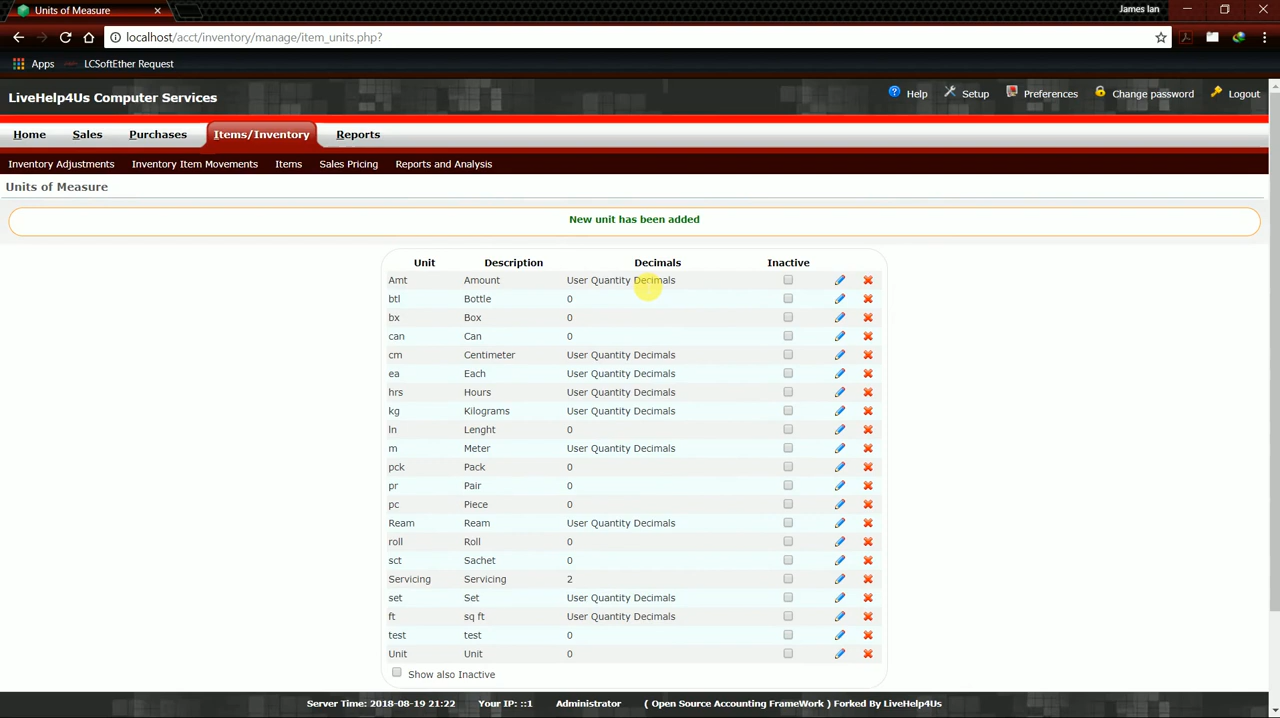 Units of Measure
James Ian
localhost/acct/inventory/manage/item_units.php?
Apps LCSoftEther Request
LiveHelp4Us Computer Services
Help Setup Preferences Change password Logout
Home Sales Purchases Items/Inventory Reports
Inventory Adjustments Inventory Item Movements Items Sales Pricing Reports and Analysis
Units of Measure
New unit has been added
Unit Description Decimals Inactive
Amt Amount User Quantity Decimals
btl Bottle 0
bx Box 0
can Can 0
cm Centimeter User Quantity Decimals
ea Each User Quantity Decimals
hrs Hours User Quantity Decimals
kg Kilograms User Quantity Decimals
ln Lenght 0
m Meter User Quantity Decimals
pck Pack 0
pr Pair 0
pc Piece 0
Ream Ream User Quantity Decimals
roll Roll 0
sct Sachet 0
Servicing Servicing 2
set Set User Quantity Decimals
ft sq ft User Quantity Decimals
test test 0
Unit Unit 0
Show also Inactive
Server Time: 2018-08-19 21:22 Your IP: ::1 Administrator ( Open Source Accounting FrameWork ) Forked By LiveHelp4Us